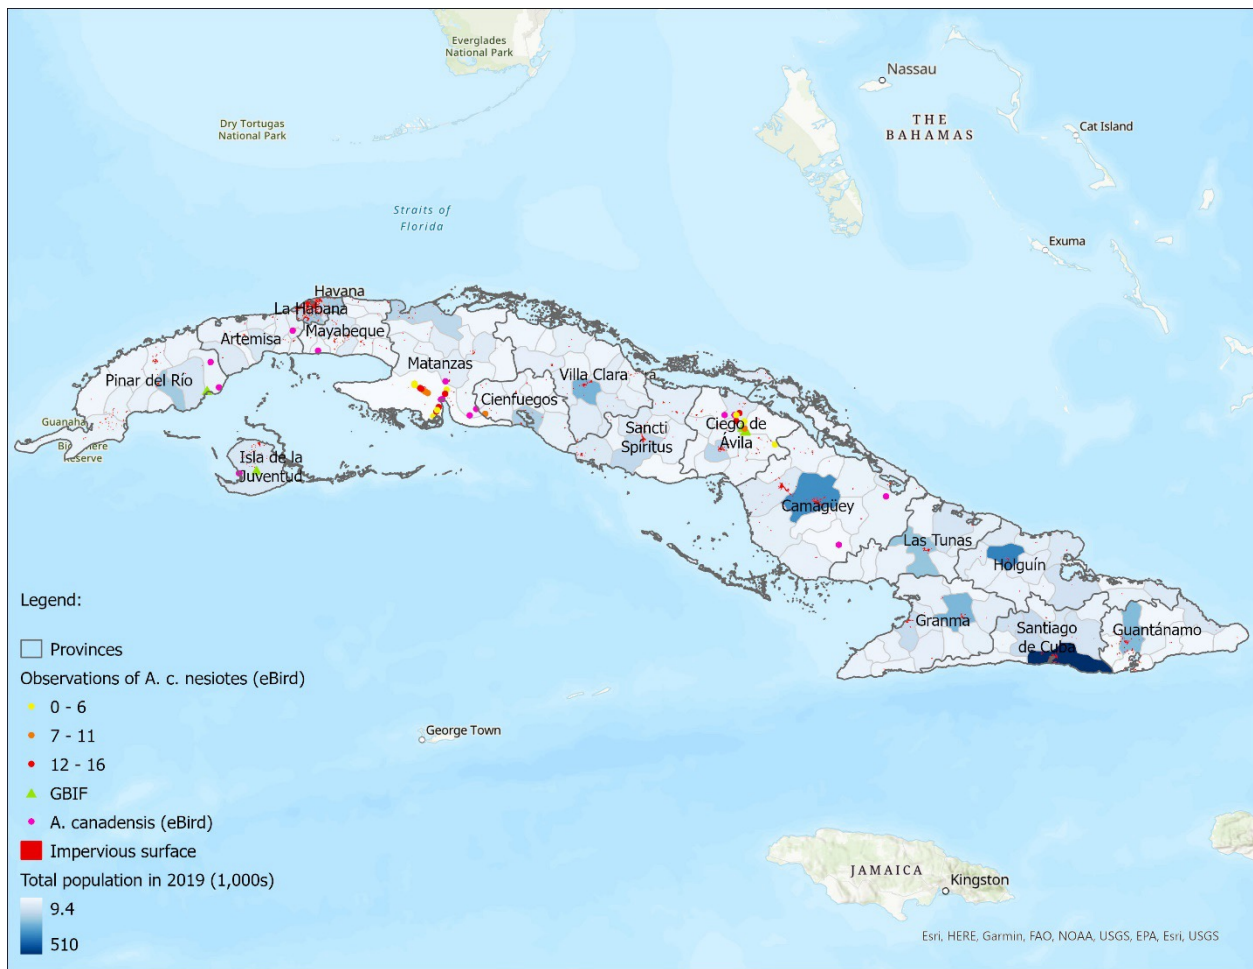 Everglades
National Park
Nassau
THE
BAHAMAS
Cat Island
Dry Tortugas
National Park
Straits of
Florida
Exuma
Havana
La Habana
Artemisa
Mayabeque
Matanzas
Pinar del Río
Villa Clara
Cienfuegos
Sancti
Spiritus
Ciego de
Ávila
Isla de la
Juventud
Reserve
Camagüey
Las Tunas
Holguín
Granma
Santiago
de Cuba
Guantánamo
George Town
JAMAICA
Kingston
Legend:
Provinces
Observations of A. c. nesiotes (eBird)
0 - 6
7 - 11
12 - 16
GBIF
A. canadensis (eBird)
Impervious surface
Total population in 2019 (1,000s)
9.4
510
Esri, HERE, Garmin, FAO, NOAA, USGS, EPA, Esri, USGS